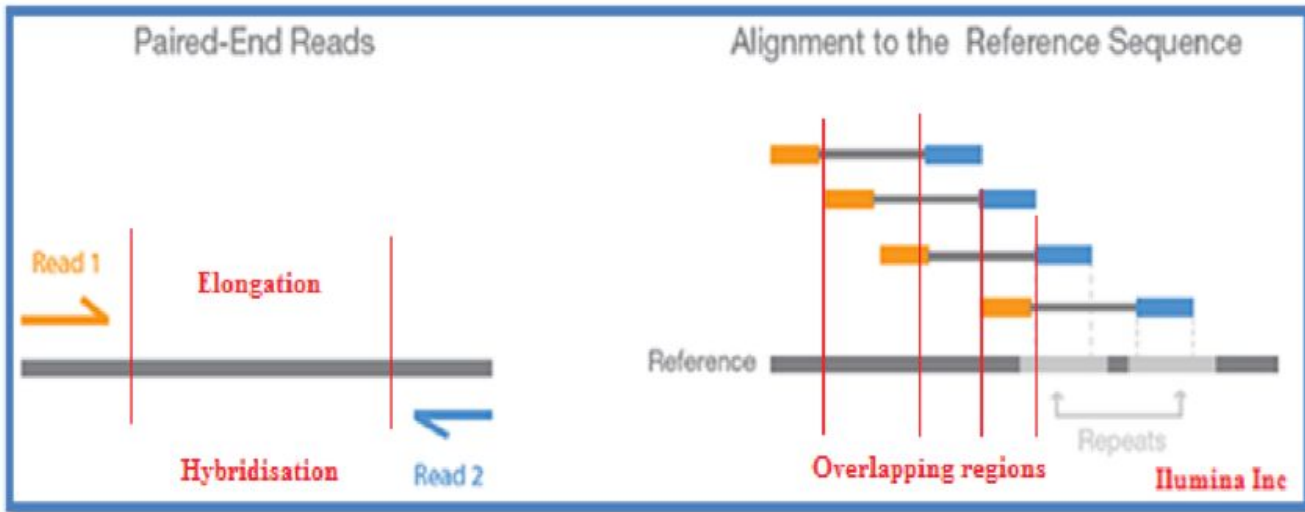 Paired-End Reads
Alignment to the Reference Sequence
Read 1
Elongation
Reference
Hybridisation
Read 2
Overlapping regions
Repeats
Ilumina Inc